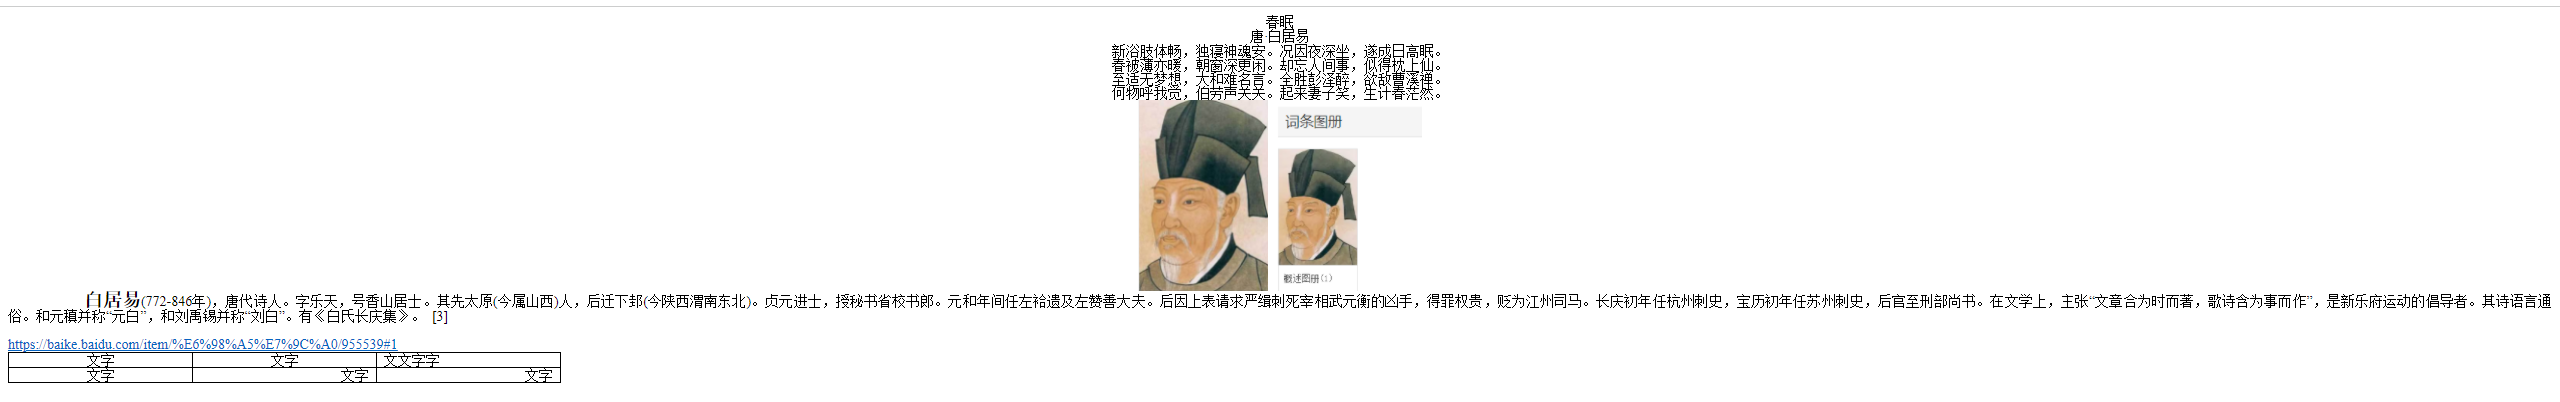 春眠
唐·白居易
新浴肢体畅，独寝神魂安。况因夜深坐，遂成日高眠。
春被薄亦暖，朝窗深更闲。却忘人间事，似得枕上仙。
至适无梦想，大和难名言。全胜彭泽醉，欲敌曹溪禅。
何物呼我觉，伯劳声关关。起来妻子笑，生计春茫然。
词条图册
概述图册(1)
白居易(772-846年)，唐代诗人。字乐天，号香山居士。其先太原(今属山西)人，后迁下邽(今陕西渭南东北)。贞元进士，授秘书省校书郎。元和年间任左拾遗及左赞善大夫。后因上表请求严缉刺死宰相武元衡的凶手，得罪权贵，贬为江州司马。长庆初年任杭州刺史，宝历初年任苏州刺史，后官至刑部尚书。在文学上，主张“文章合为时而著，歌诗合为事而作”，是新乐府运动的倡导者。其诗语言通
俗。和元稹并称“元白”，和刘禹锡并称“刘白”。有《白氏长庆集》。 [3]
https://baike.baidu.com/item/%E6%98%A5%E7%9C%A0/955539#1
文字 文字 文文字字
文字 文字 文字